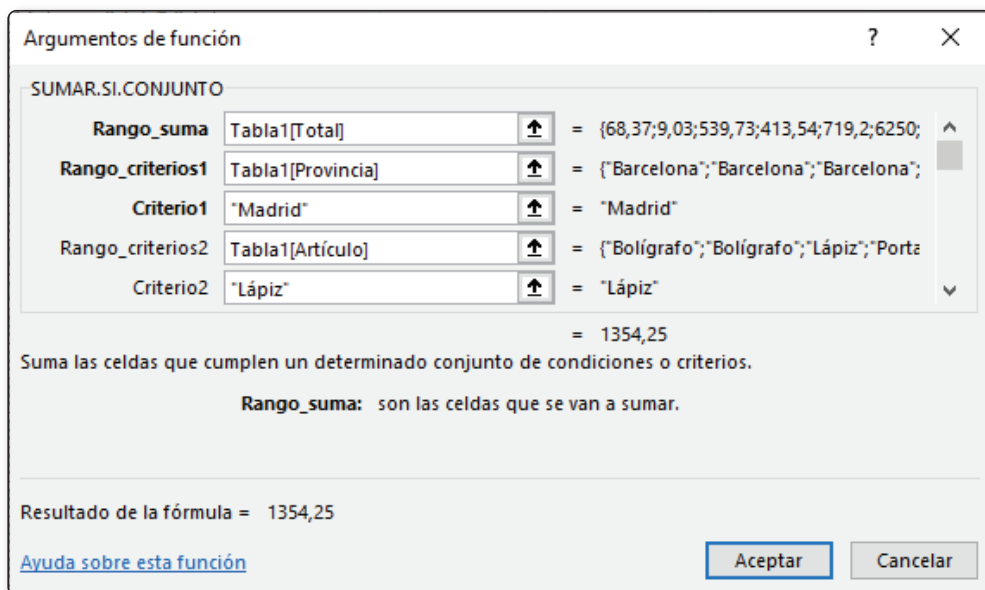 Argumentos de función ? ×
SUMAR.SI.CONJUNTO
Rango_suma Tabla1[Total] = {68,37;9,03;539,73;413,54;719,2;6250;
Rango_criterios1 Tabla1[Provincia] = {"Barcelona";"Barcelona";"Barcelona";
Criterio1 "Madrid" = "Madrid"
Rango_criterios2 Tabla1[Artículo] = {"Bolígrafo";"Bolígrafo";"Lápiz";"Porta
Criterio2 "Lápiz" = "Lápiz"
= 1354,25
Suma las celdas que cumplen un determinado conjunto de condiciones o criterios.
Rango_suma: son las celdas que se van a sumar.
Resultado de la fórmula = 1354,25
Ayuda sobre esta función Aceptar Cancelar